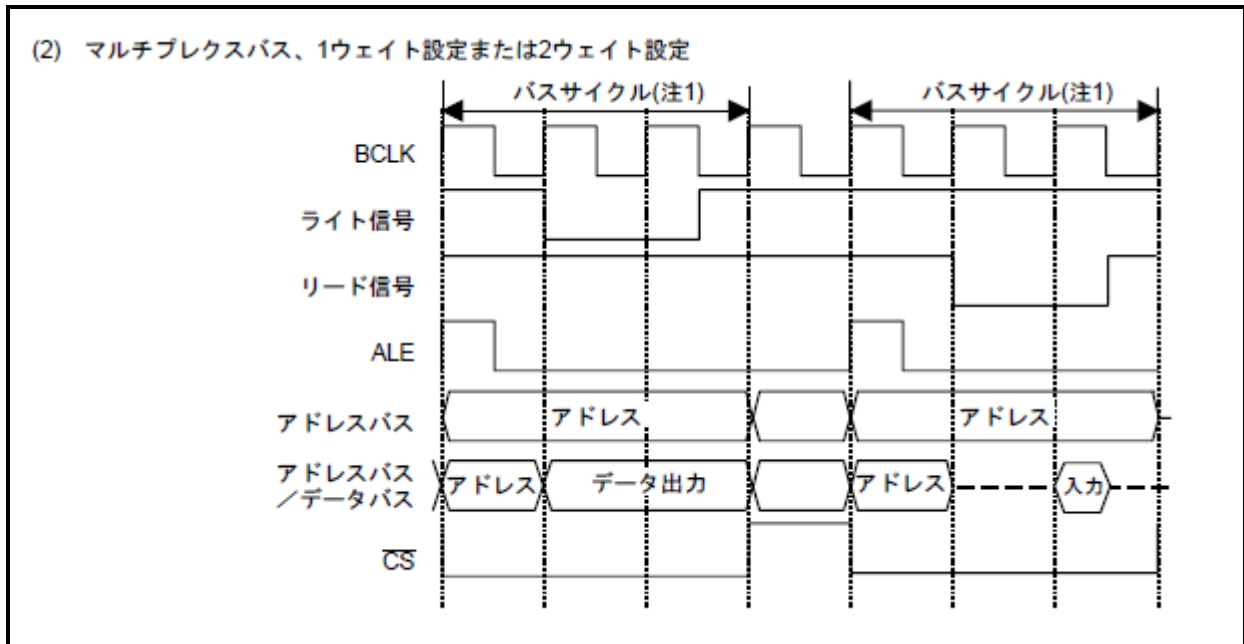 (2) マルチプレクスバス、1ウェイト設定または2ウェイト設定
バスサイクル(注1) バスサイクル(注1)
BCLK
ライト信号
リード信号
ALE
アドレスバス アドレス アドレス
アドレスバス
／データバス アドレス データ出力 アドレス 入力
CS